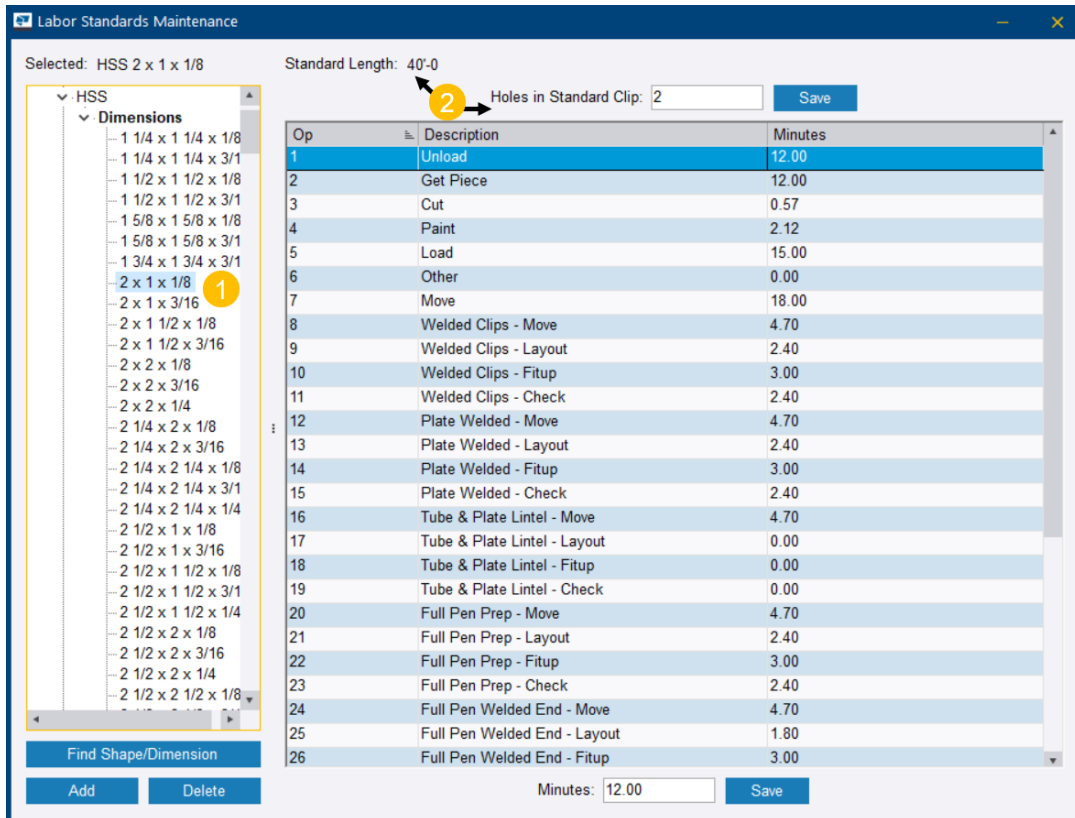 Labor Standards Maintenance
Selected: HSS 2 x 1 x 1/8
Standard Length: 40'-0
2
Holes in Standard Clip: 2 Save
HSS
Dimensions
1 1/4 x 1 1/4 x 1/8
1 1/4 x 1 1/4 x 3/1
1 1/2 x 1 1/2 x 1/8
1 1/2 x 1 1/2 x 3/1
1 5/8 x 1 5/8 x 1/8
1 5/8 x 1 5/8 x 3/1
1 3/4 x 1 3/4 x 3/1
2 x 1 x 1/8
1
2 x 1 x 3/16
2 x 1 1/2 x 1/8
2 x 1 1/2 x 3/16
2 x 2 x 1/8
2 x 2 x 3/16
2 x 2 x 1/4
2 1/4 x 2 x 1/8
2 1/4 x 2 x 3/16
2 1/4 x 2 1/4 x 1/8
2 1/4 x 2 1/4 x 3/1
2 1/4 x 2 1/4 x 1/4
2 1/2 x 1 x 1/8
2 1/2 x 1 x 3/16
2 1/2 x 1 1/2 x 1/8
2 1/2 x 1 1/2 x 3/1
2 1/2 x 1 1/2 x 1/4
2 1/2 x 2 x 1/8
2 1/2 x 2 x 3/16
2 1/2 x 2 x 1/4
2 1/2 x 2 1/2 x 1/8
Find Shape/Dimension
Add Delete
Op Description Minutes
1 Unload 12.00
2 Get Piece 12.00
3 Cut 0.57
4 Paint 2.12
5 Load 15.00
6 Other 0.00
7 Move 18.00
8 Welded Clips - Move 4.70
9 Welded Clips - Layout 2.40
10 Welded Clips - Fitup 3.00
11 Welded Clips - Check 2.40
12 Plate Welded - Move 4.70
13 Plate Welded - Layout 2.40
14 Plate Welded - Fitup 3.00
15 Plate Welded - Check 2.40
16 Tube & Plate Lintel - Move 4.70
17 Tube & Plate Lintel - Layout 0.00
18 Tube & Plate Lintel - Fitup 0.00
19 Tube & Plate Lintel - Check 0.00
20 Full Pen Prep - Move 4.70
21 Full Pen Prep - Layout 2.40
22 Full Pen Prep - Fitup 3.00
23 Full Pen Prep - Check 2.40
24 Full Pen Welded End - Move 4.70
25 Full Pen Welded End - Layout 1.80
26 Full Pen Welded End - Fitup 3.00
Minutes: 12.00 Save